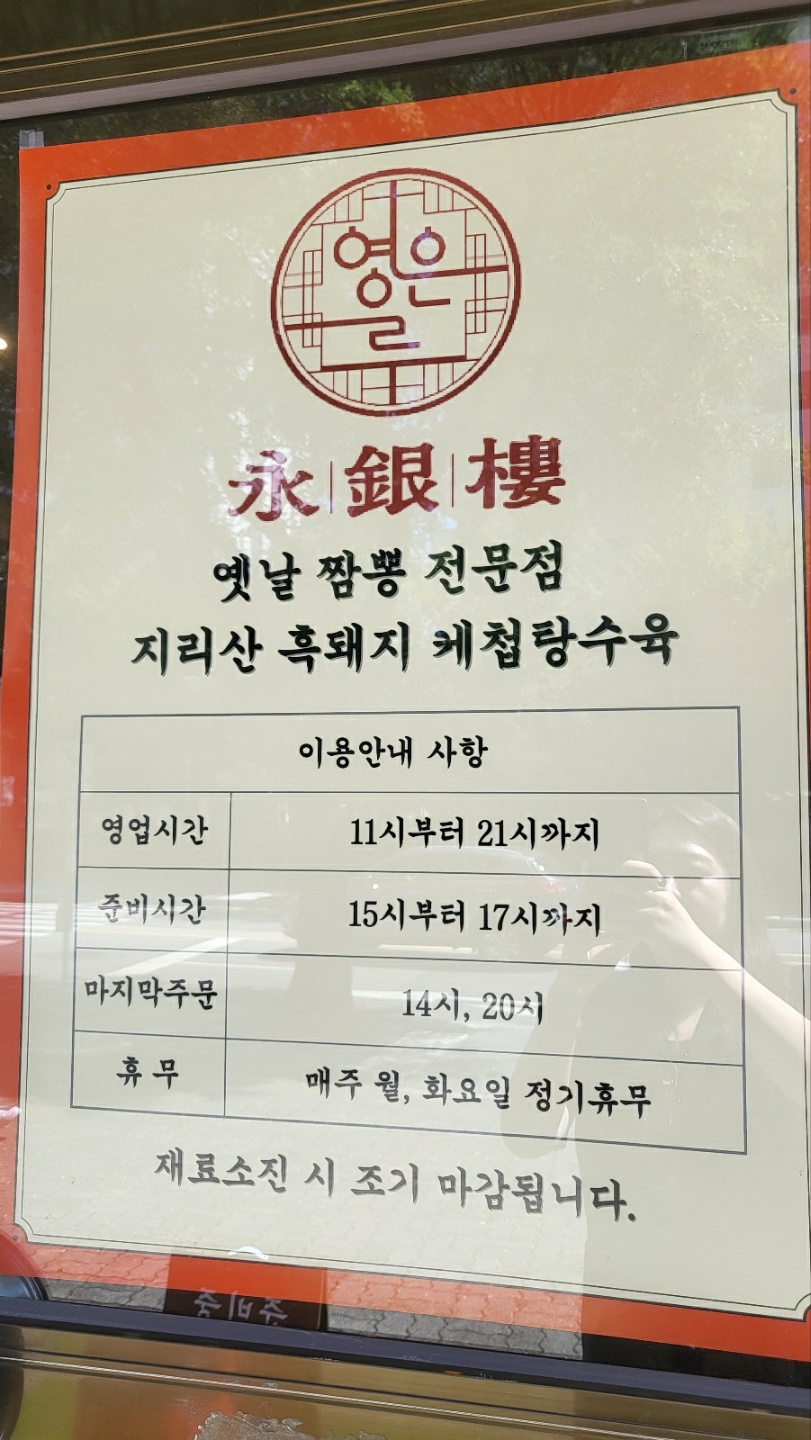 영은루
永|銀|樓
옛날 짬뽕 전문점
지리산 흑돼지 케첩탕수육
이용안내 사항
영업시간 11시부터 21시까지
준비시간 15시부터 17시까지
마지막주문 14시, 20시
휴 무 매주 월, 화요일 정기휴무
재료소진 시 조기 마감됩니다.
준비중